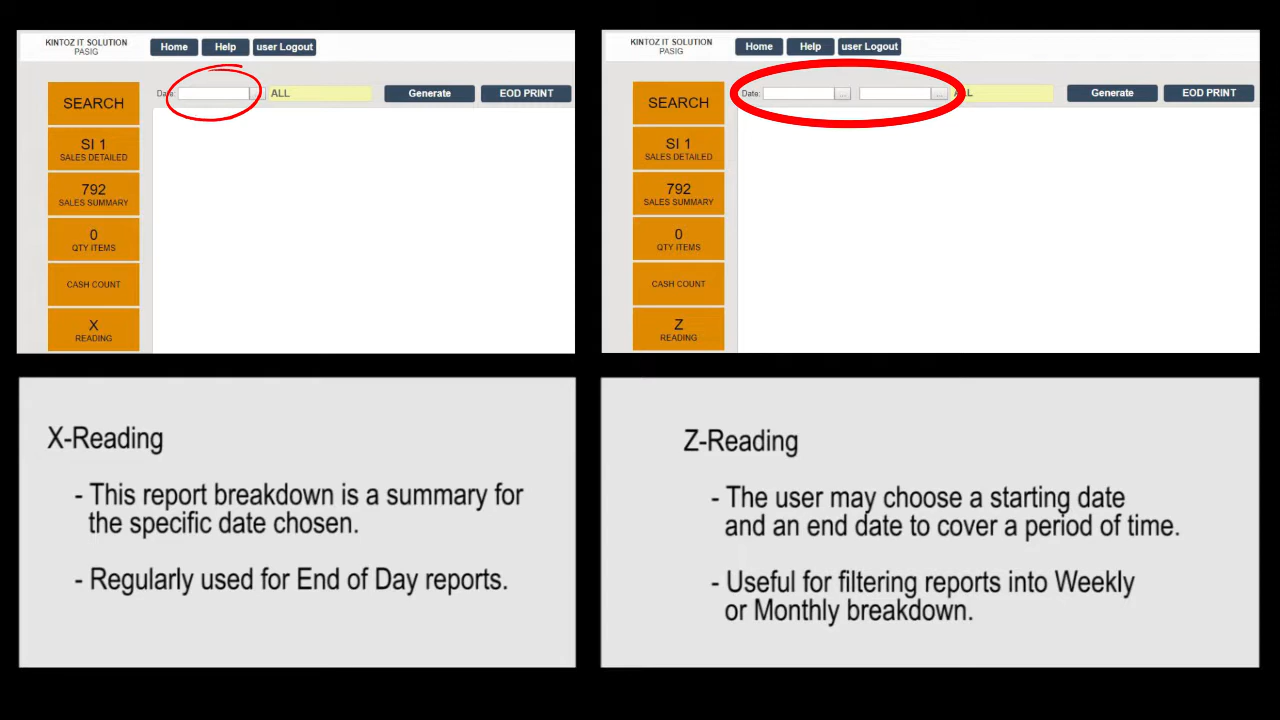 KINTOZ IT SOLUTION
PASIG
Home
Help
user Logout
Date:
...
ALL
Generate
EOD PRINT
SEARCH
SI 1
SALES DETAILED
792
SALES SUMMARY
0
QTY ITEMS
CASH COUNT
X
READING
KINTOZ IT SOLUTION
PASIG
Home
Help
user Logout
Date:
...
...
ALL
Generate
EOD PRINT
SEARCH
SI 1
SALES DETAILED
792
SALES SUMMARY
0
QTY ITEMS
CASH COUNT
Z
READING
X-Reading
- This report breakdown is a summary for
the specific date chosen.
- Regularly used for End of Day reports.
Z-Reading
- The user may choose a starting date
and an end date to cover a period of time.
- Useful for filtering reports into Weekly
or Monthly breakdown.